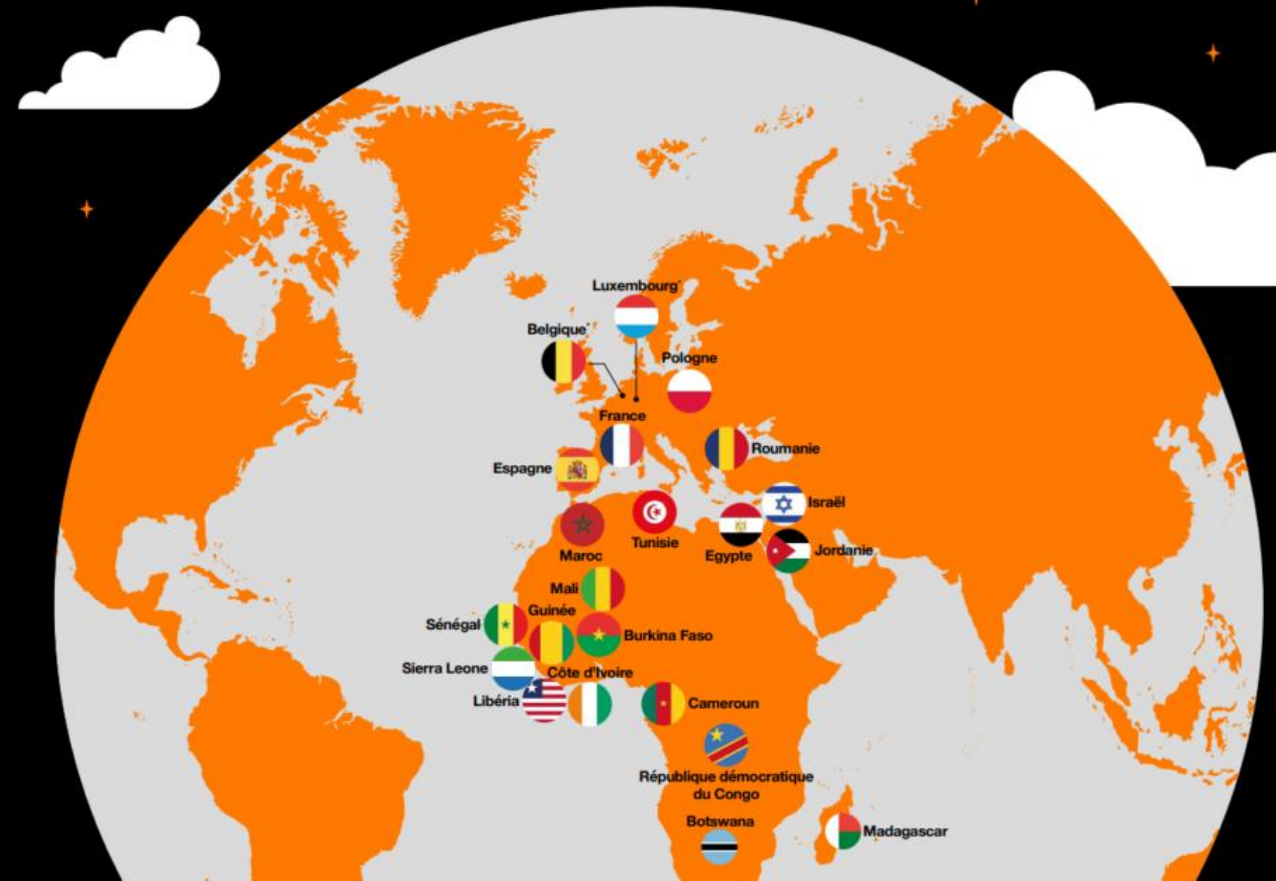 Luxembourg*
Belgique*
Pologne
France
Roumanie
Espagne
Israël
Tunisie
Maroc
Egypte
Jordanie
Mali
Guinée
Sénégal
Burkina Faso
Sierra Leone
Côte d'Ivoire
Libéria
Cameroun
République démocratique
du Congo
Botswana
Madagascar